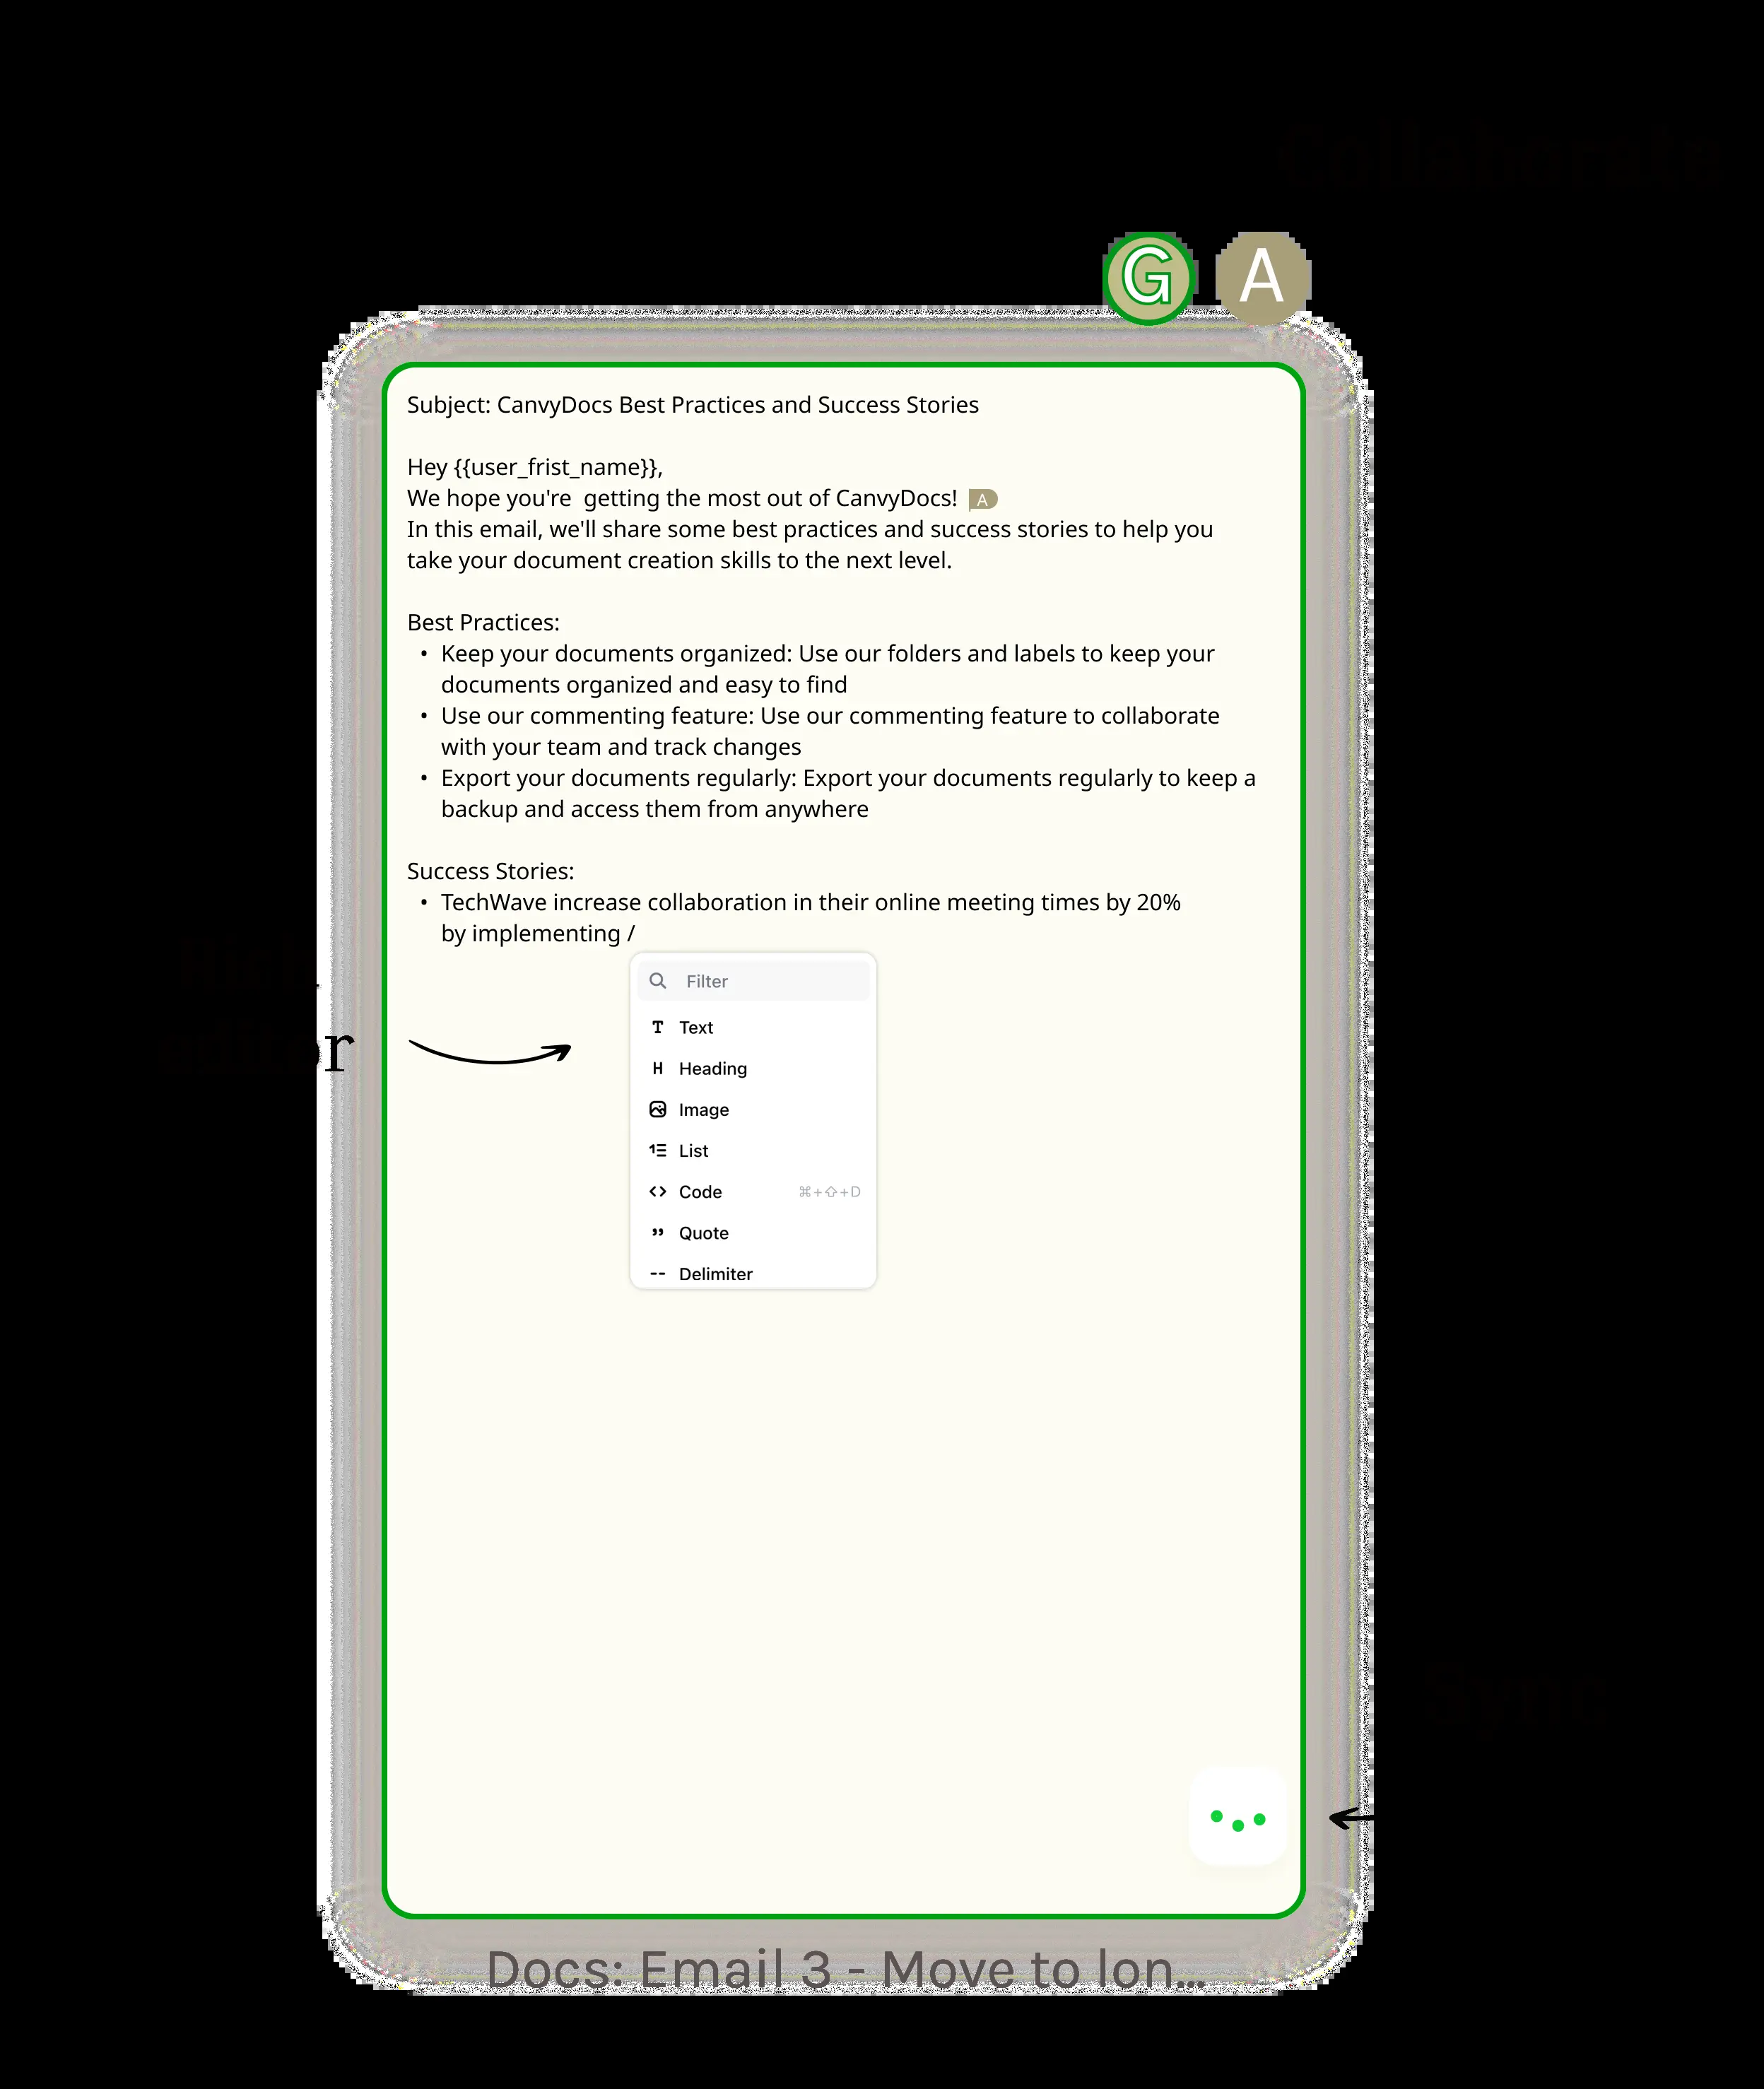 G A
Subject: CanvyDocs Best Practices and Success Stories
Hey {{user_frist_name}},
We hope you're  getting the most out of CanvyDocs! A
In this email, we'll share some best practices and success stories to help you
take your document creation skills to the next level.
Best Practices:
• Keep your documents organized: Use our folders and labels to keep your
documents organized and easy to find
• Use our commenting feature: Use our commenting feature to collaborate
with your team and track changes
• Export your documents regularly: Export your documents regularly to keep a
backup and access them from anywhere
Success Stories:
• TechWave increase collaboration in their online meeting times by 20%
by implementing /
Filter
Text
Heading
Image
List
Code ⌘+⇧+D
Quote
Delimiter
Docs: Email 3 - Move to lon...